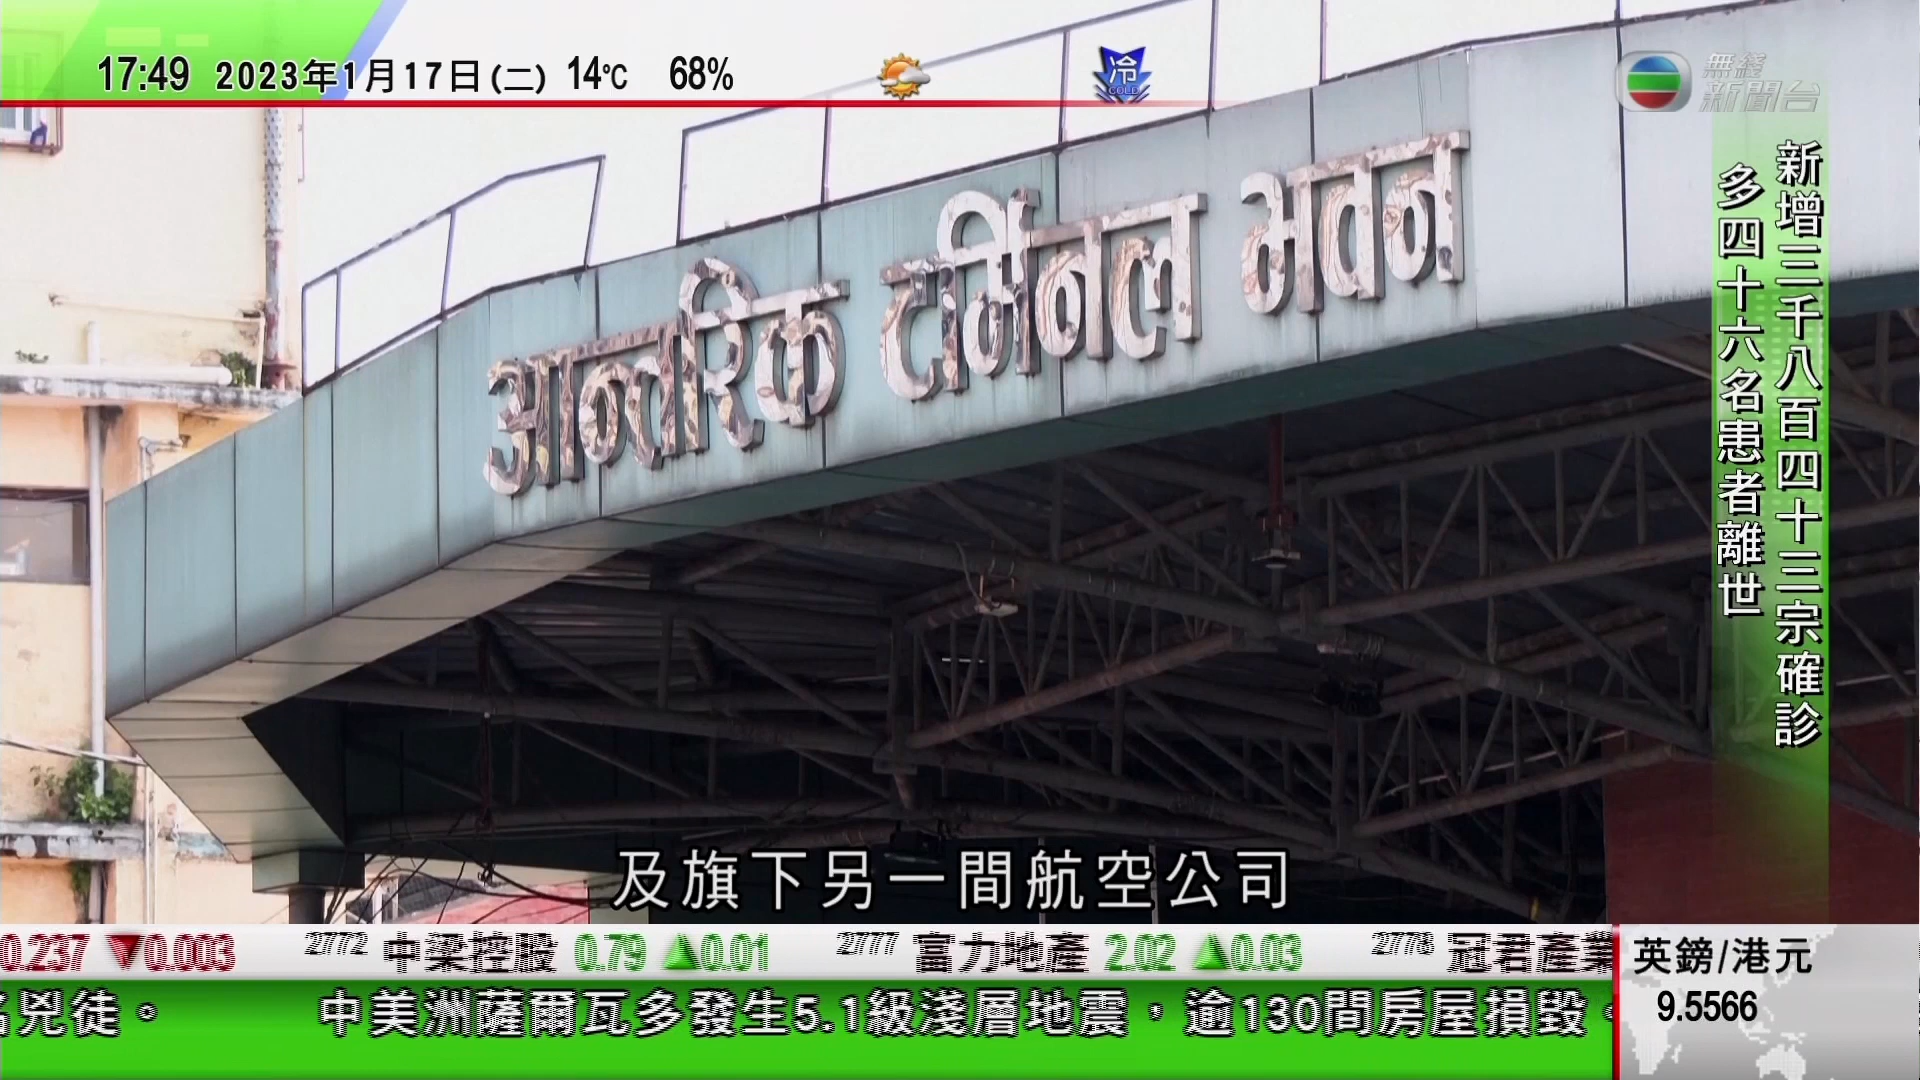 17:49 2023年1月17日(二) 14℃ 68%
冷
COLD
無綫
新聞台
新增三千八百四十三宗確診
多四十六名患者離世
आन्तरिक टर्मिनल भवन
及旗下另一間航空公司
0.237 ▼0.003 27772 中梁控股 0.79 ▲0.01 27777 富力地產 2.02 ▲0.03 27778 冠君產業
兇徒。 中美洲薩爾瓦多發生5.1級淺層地震，逾130間房屋損毀。
英鎊/港元
9.5566